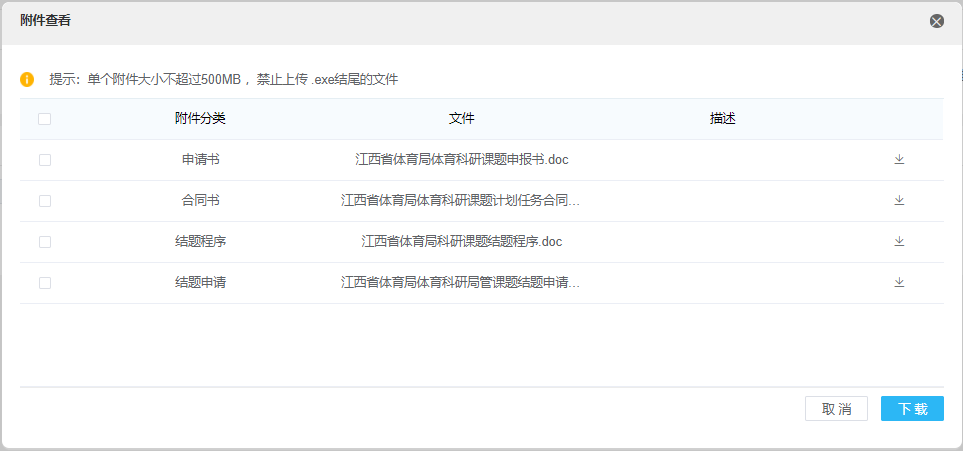 附件查看
提示：单个附件大小不超过500MB ，禁止上传 .exe结尾的文件
附件分类 文件 描述
申请书 江西省体育局体育科研课题申报书.doc
合同书 江西省体育局体育科研课题计划任务合同...
结题程序 江西省体育局科研课题结题程序.doc
结题申请 江西省体育局体育科研局管课题结题申请...
取 消 下 载